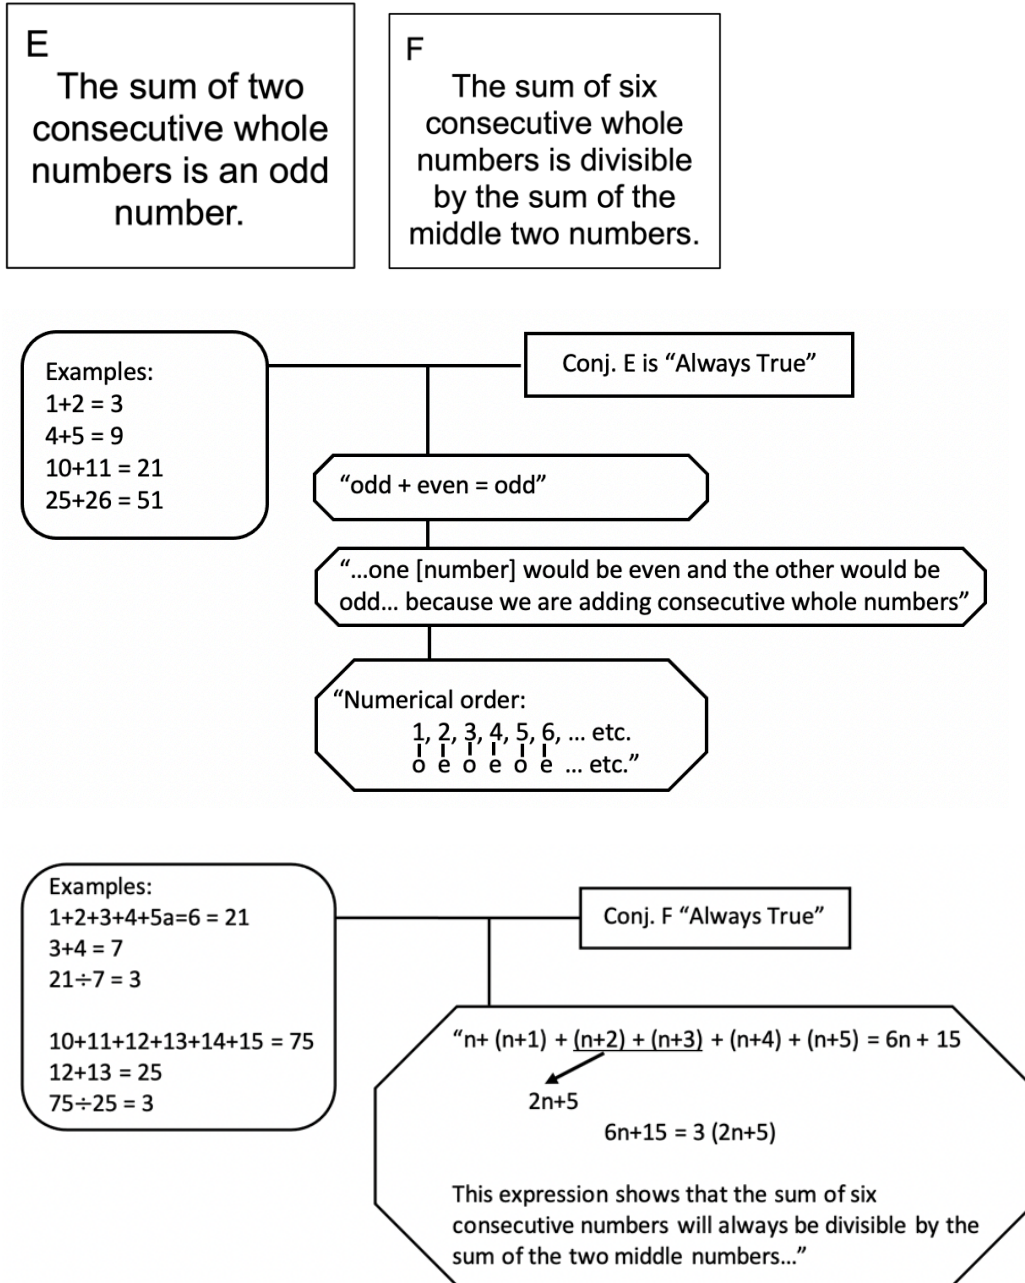 E
The sum of two
consecutive whole
numbers is an odd
number.
F
The sum of six
consecutive whole
numbers is divisible
by the sum of the
middle two numbers.
Examples:
1+2 = 3
4+5 = 9
10+11 = 21
25+26 = 51
Conj. E is “Always True”
“odd + even = odd”
“...one [number] would be even and the other would be
odd... because we are adding consecutive whole numbers”
“Numerical order:
1, 2, 3, 4, 5, 6, ... etc.
o e o e o e ... etc.”
Examples:
1+2+3+4+5a=6 = 21
3+4 = 7
21÷7 = 3
10+11+12+13+14+15 = 75
12+13 = 25
75÷25 = 3
Conj. F “Always True”
“n+ (n+1) + (n+2) + (n+3) + (n+4) + (n+5) = 6n + 15
2n+5
6n+15 = 3 (2n+5)
This expression shows that the sum of six
consecutive numbers will always be divisible by the
sum of the two middle numbers...”